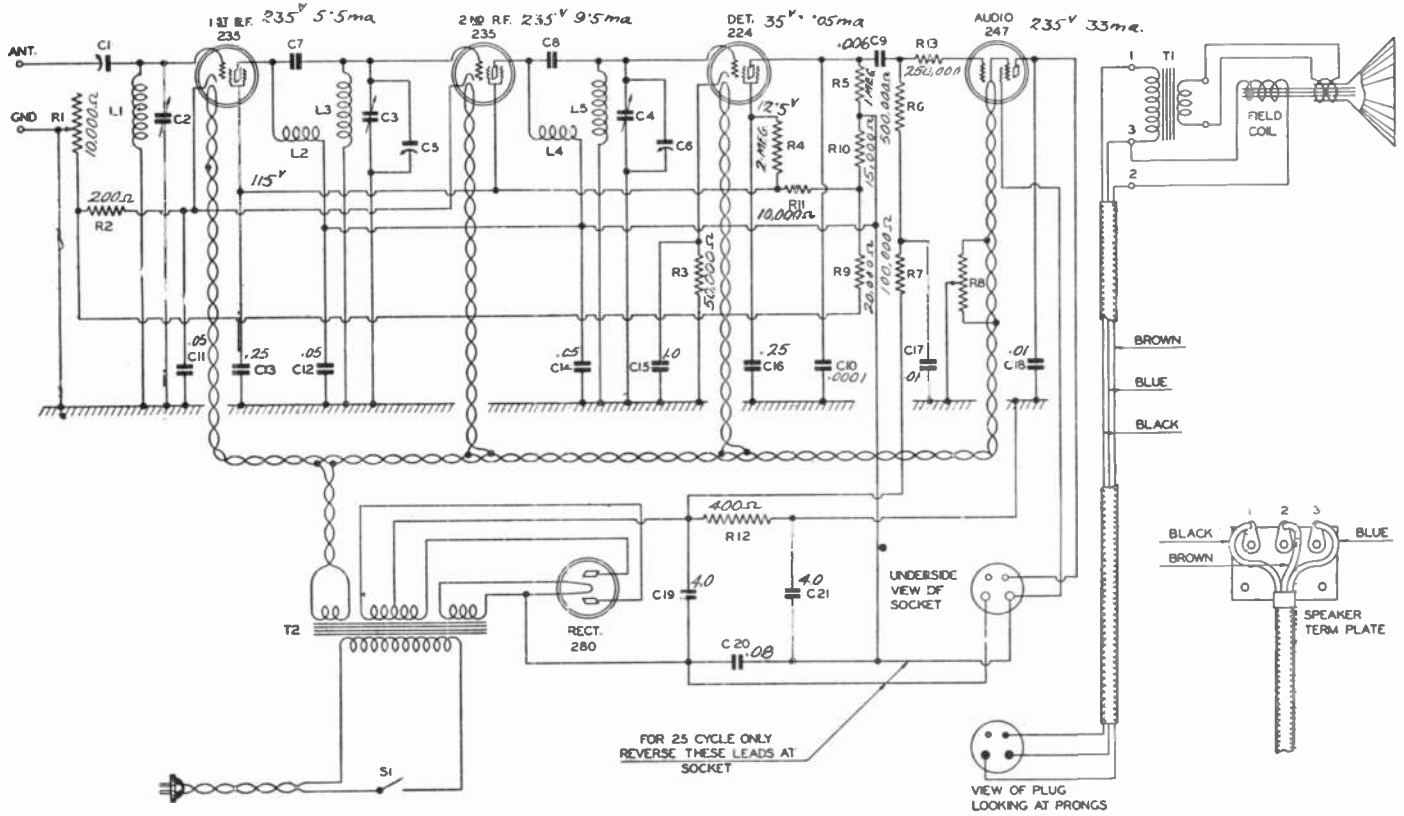 1 ST R.F. 235V 5.5ma
235
2 ND R.F. 235V 9.5ma
235
DET. 35V .05ma
224
AUDIO 235V 33ma.
247
ANT.
C1
C7
C8
.006 C9
R13
250,000
1
T1
GND
R1
10,000Ω
L1
C2
L3
C3
L5
C4
R5
1 MEG
R6
500,000Ω
FIELD
COIL
3
2
L2
C5
L4
C6
12.5V
R4
2 MEG
R10
15,000Ω
115V
R11
10,000Ω
200Ω
R2
R3
50,000Ω
R9
20,000Ω
100,000Ω
R7
R8
.05
C11
.25
C13
.05
C12
.05
C14
1.0
C15
.25
C16
C10
.0001
C17
.01
.01
C18
BROWN
BLUE
BLACK
400Ω
R12
4.0
C19
4.0
C21
C20 .08
T2
RECT.
280
UNDERSIDE
VIEW OF
SOCKET
1 2 3
BLACK
BLUE
BROWN
SPEAKER
TERM PLATE
FOR 25 CYCLE ONLY
REVERSE THESE LEADS AT
SOCKET
S1
VIEW OF PLUG
LOOKING AT PRONGS